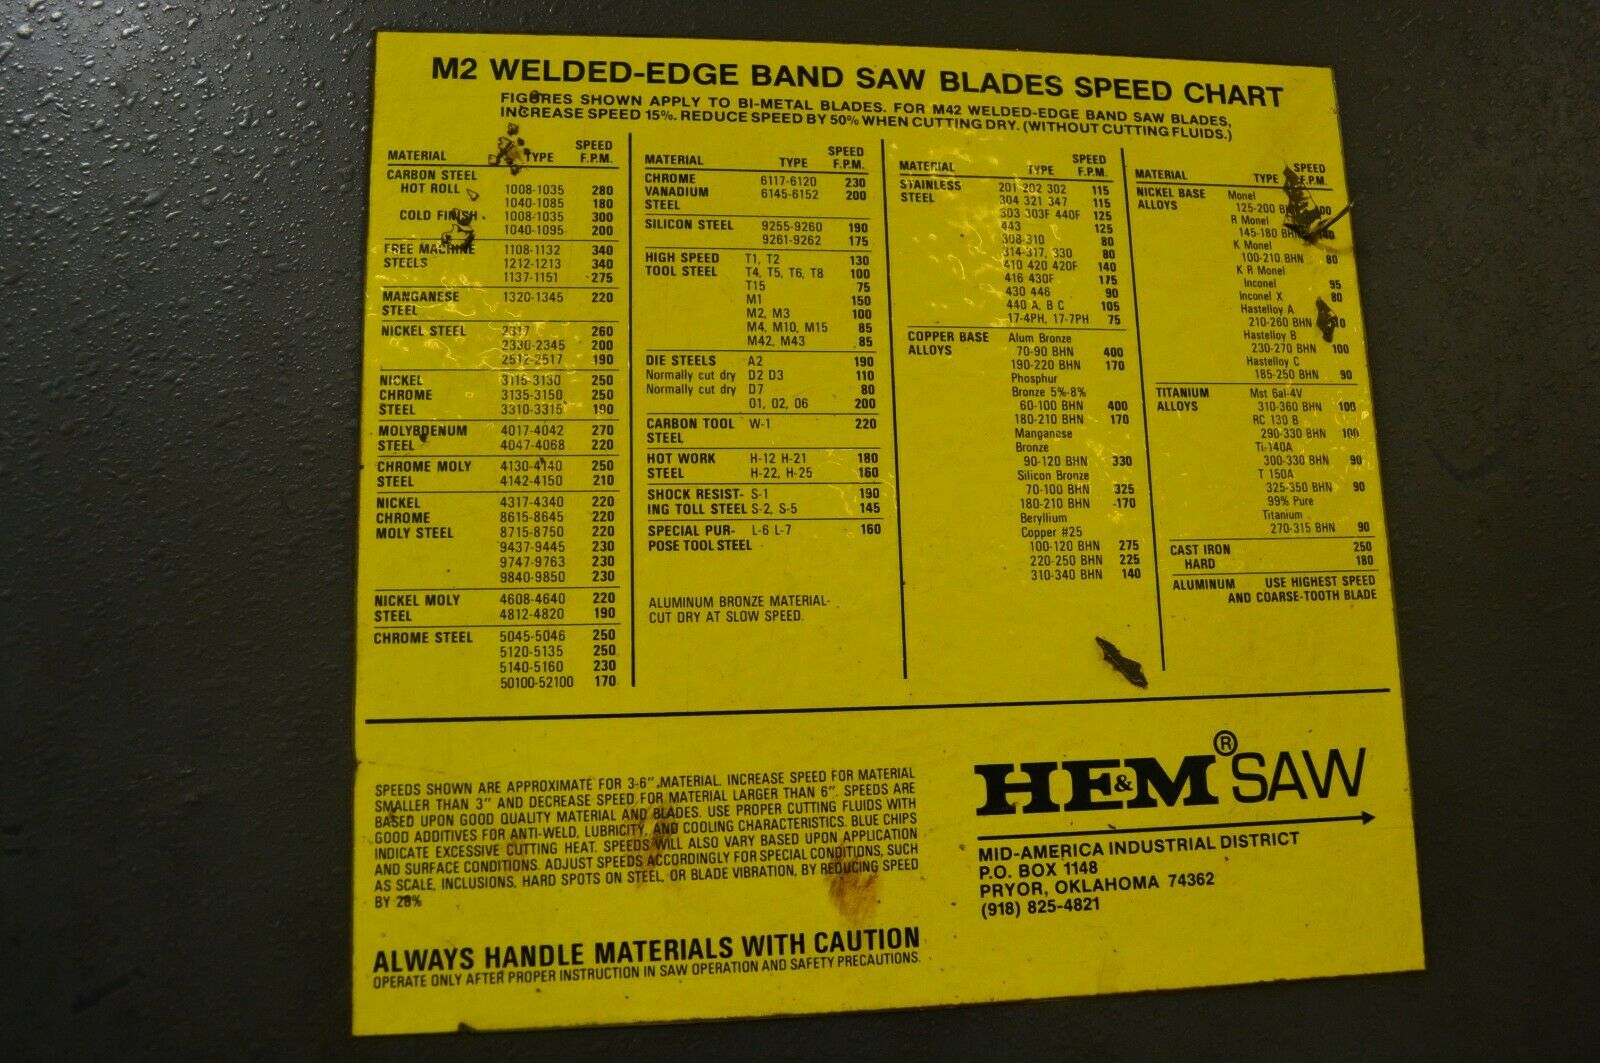 M2 WELDED-EDGE BAND SAW BLADES SPEED CHART
FIGURES SHOWN APPLY TO BI-METAL BLADES. FOR M42 WELDED-EDGE BAND SAW BLADES,
INCREASE SPEED 15%. REDUCE SPEED BY 50% WHEN CUTTING DRY. (WITHOUT CUTTING FLUIDS.)
MATERIAL TYPE SPEED F.P.M.
CARBON STEEL
HOT ROLL 1008-1035 280
1040-1085 180
COLD FINISH 1008-1035 300
1040-1095 200
FREE MACHINE 1108-1132 340
STEELS 1212-1213 340
1137-1151 275
MANGANESE 1320-1345 220
STEEL
NICKEL STEEL 2317 260
2330-2345 200
2512-2517 190
NICKEL 3115-3130 250
CHROME 3135-3150 250
STEEL 3310-3315 190
MOLYBDENUM 4017-4042 270
STEEL 4047-4068 200
CHROME MOLY 4130-4140 250
STEEL 4142-4150 210
NICKEL 4317-4340 220
CHROME 8615-8645 220
MOLY STEEL 8715-8750 220
9437-9445 230
9747-9763 230
9840-9850 230
NICKEL MOLY 4608-4640 220
STEEL 4812-4820 190
CHROME STEEL 5045-5046 250
5120-5135 250
5140-5160 230
50100-52100 170
MATERIAL TYPE SPEED F.P.M.
CHROME 6117-6120 230
VANADIUM 6145-6152 200
STEEL
SILICON STEEL 9255-9260 190
9261-9262 175
HIGH SPEED T1, T2 130
TOOL STEEL T4, T5, T6, T8 100
T15 75
M1 150
M2, M3 100
M4, M10, M15 85
M42, M43 85
DIE STEELS A2 190
Normally cut dry D2 D3 110
Normally cut dry D7 80
01, 02, 06 200
CARBON TOOL W-1 220
STEEL
HOT WORK H-12 H-21 180
STEEL H-22, H-25 160
SHOCK RESIST- S-1 190
ING TOLL STEEL S-2, S-5 145
SPECIAL PUR- L-6 L-7 160
POSE TOOL STEEL
ALUMINUM BRONZE MATERIAL-
CUT DRY AT SLOW SPEED.
MATERIAL TYPE SPEED F.P.M.
STAINLESS 201 202 302 115
STEEL 304 321 347 115
303 303F 440F 125
443 125
308-310 80
314-317, 330 80
410 420 420F 140
416 430F 175
430 446 90
440 A, B C 105
17-4PH, 17-7PH 75
COPPER BASE Alum Bronze
ALLOYS 70-90 BHN 400
190-220 BHN 170
Phosphur
Bronze 5%-8%
60-100 BHN 400
180-210 BHN 170
Manganese
Bronze
90-120 BHN 330
Silicon Bronze
70-100 BHN 325
180-210 BHN 170
Beryllium
Copper #25
100-120 BHN 275
220-250 BHN 225
310-340 BHN 140
MATERIAL TYPE SPEED F.P.M.
NICKEL BASE Monel
ALLOYS 125-200
R Monel
145-180 BHN
K Monel
100-210 BHN 80
K R Monel
Inconel 95
Inconel X 80
Hastelloy A
210-260 BHN
Hastelloy B
230-270 BHN 100
Hastelloy C
185-250 BHN 90
TITANIUM Mst 6al-4V
ALLOYS 310-360 BHN 100
RC 130 B
290-330 BHN 100
Ti-140A
300-330 BHN 90
T 150A
325-350 BHN 90
99% Pure
Titanium
270-315 BHN 90
CAST IRON 250
HARD 180
ALUMINUM USE HIGHEST SPEED
AND COARSE-TOOTH BLADE
SPEEDS SHOWN ARE APPROXIMATE FOR 3-6" MATERIAL. INCREASE SPEED FOR MATERIAL
SMALLER THAN 3" AND DECREASE SPEED FOR MATERIAL LARGER THAN 6". SPEEDS ARE
BASED UPON GOOD QUALITY MATERIAL AND BLADES. USE PROPER CUTTING FLUIDS WITH
GOOD ADDITIVES FOR ANTI-WELD, LUBRICITY, AND COOLING CHARACTERISTICS. BLUE CHIPS
INDICATE EXCESSIVE CUTTING HEAT. SPEEDS WILL ALSO VARY BASED UPON APPLICATION
AND SURFACE CONDITIONS. ADJUST SPEEDS ACCORDINGLY FOR SPECIAL CONDITIONS, SUCH
AS SCALE, INCLUSIONS, HARD SPOTS ON STEEL, OR BLADE VIBRATION, BY REDUCING SPEED
BY 20%
ALWAYS HANDLE MATERIALS WITH CAUTION
OPERATE ONLY AFTER PROPER INSTRUCTION IN SAW OPERATION AND SAFETY PRECAUTIONS.
HE&M® SAW
MID-AMERICA INDUSTRIAL DISTRICT
P.O. BOX 1148
PRYOR, OKLAHOMA 74362
(918) 825-4821